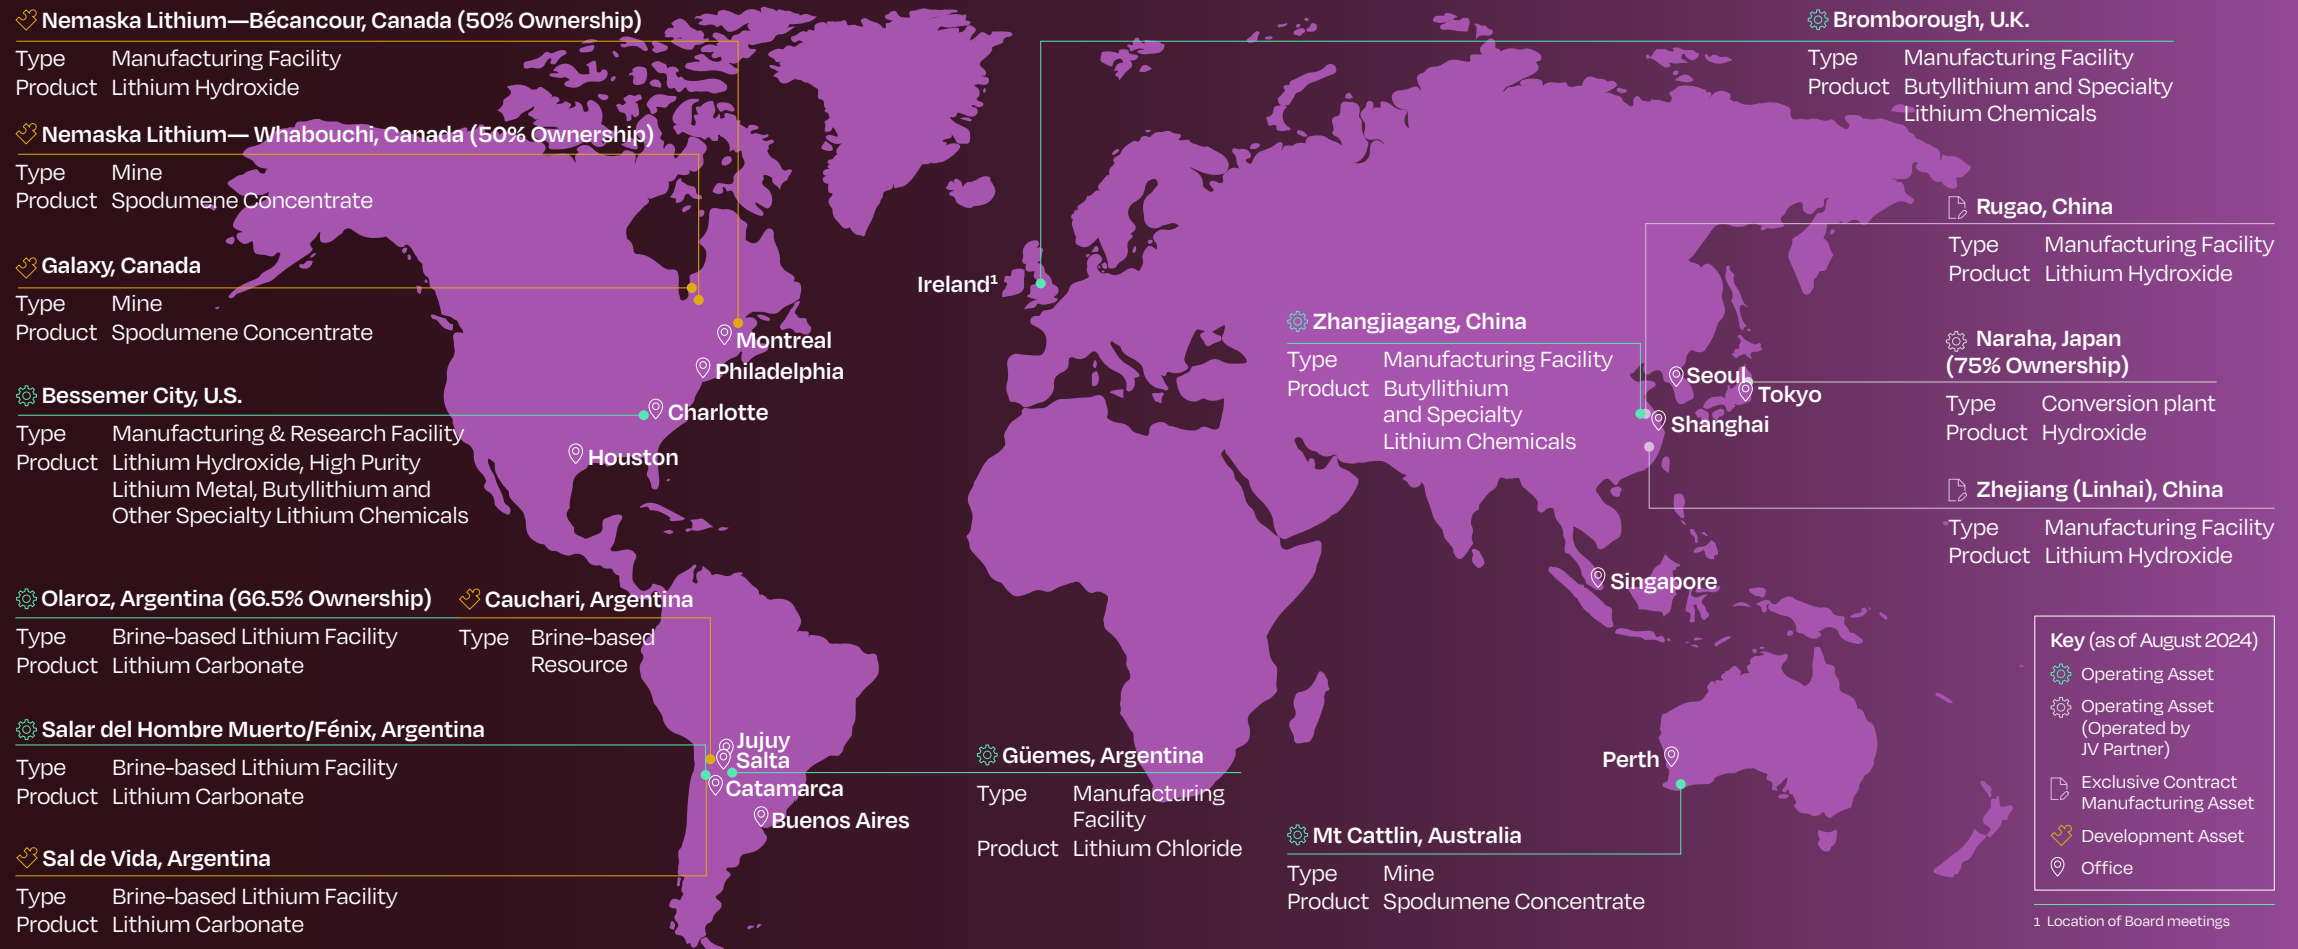 Nemaska Lithium—Bécancour, Canada (50% Ownership)
Type Manufacturing Facility
Product Lithium Hydroxide
Nemaska Lithium— Whabouchi, Canada (50% Ownership)
Type Mine
Product Spodumene Concentrate
Galaxy, Canada
Type Mine
Product Spodumene Concentrate
Bessemer City, U.S.
Type Manufacturing & Research Facility
Product Lithium Hydroxide, High Purity
Lithium Metal, Butyllithium and
Other Specialty Lithium Chemicals
Olaroz, Argentina (66.5% Ownership)
Type Brine-based Lithium Facility
Product Lithium Carbonate
Cauchari, Argentina
Type Brine-based
Resource
Salar del Hombre Muerto/Fénix, Argentina
Type Brine-based Lithium Facility
Product Lithium Carbonate
Sal de Vida, Argentina
Type Brine-based Lithium Facility
Product Lithium Carbonate
Montreal
Philadelphia
Charlotte
Houston
Jujuy
Salta
Catamarca
Buenos Aires
Ireland¹
Güemes, Argentina
Type Manufacturing
Facility
Product Lithium Chloride
Zhangjiagang, China
Type Manufacturing Facility
Product Butyllithium
and Specialty
Lithium Chemicals
Seoul
Tokyo
Shanghai
Singapore
Perth
Mt Cattlin, Australia
Type Mine
Product Spodumene Concentrate
Bromborough, U.K.
Type Manufacturing Facility
Product Butyllithium and Specialty
Lithium Chemicals
Rugao, China
Type Manufacturing Facility
Product Lithium Hydroxide
Naraha, Japan
(75% Ownership)
Type Conversion plant
Product Hydroxide
Zhejiang (Linhai), China
Type Manufacturing Facility
Product Lithium Hydroxide
Key (as of August 2024)
Operating Asset
Operating Asset
(Operated by
JV Partner)
Exclusive Contract
Manufacturing Asset
Development Asset
Office
1 Location of Board meetings